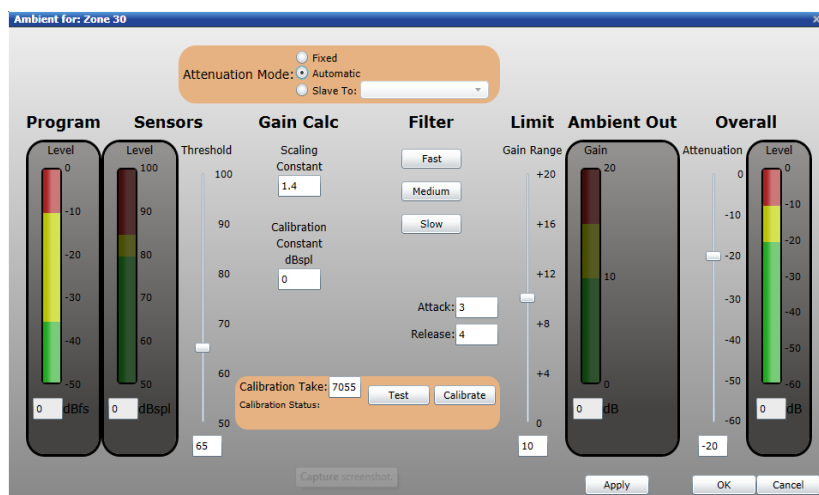 Ambient for: Zone 30
Fixed
Attenuation Mode: Automatic
Slave To:
Program Sensors Gain Calc Filter Limit Ambient Out Overall
Level
0
-10
-20
-30
-40
-50
0 dBfs
Level
100
90
80
70
60
50
0 dBspl
Threshold
100
90
80
70
60
50
65
Scaling
Constant
1.4
Calibration
Constant
dBspl
0
Fast
Medium
Slow
Attack: 3
Release: 4
Calibration Take: 7055 Test Calibrate
Calibration Status:
Gain Range
+20
+16
+12
+8
+4
0
10
Gain
20
10
0
0 dB
Attenuation
0
-10
-20
-30
-40
-50
-60
-20
Level
0
-10
-20
-30
-40
-50
-60
0 dB
Capture screenshot.
Apply OK Cancel